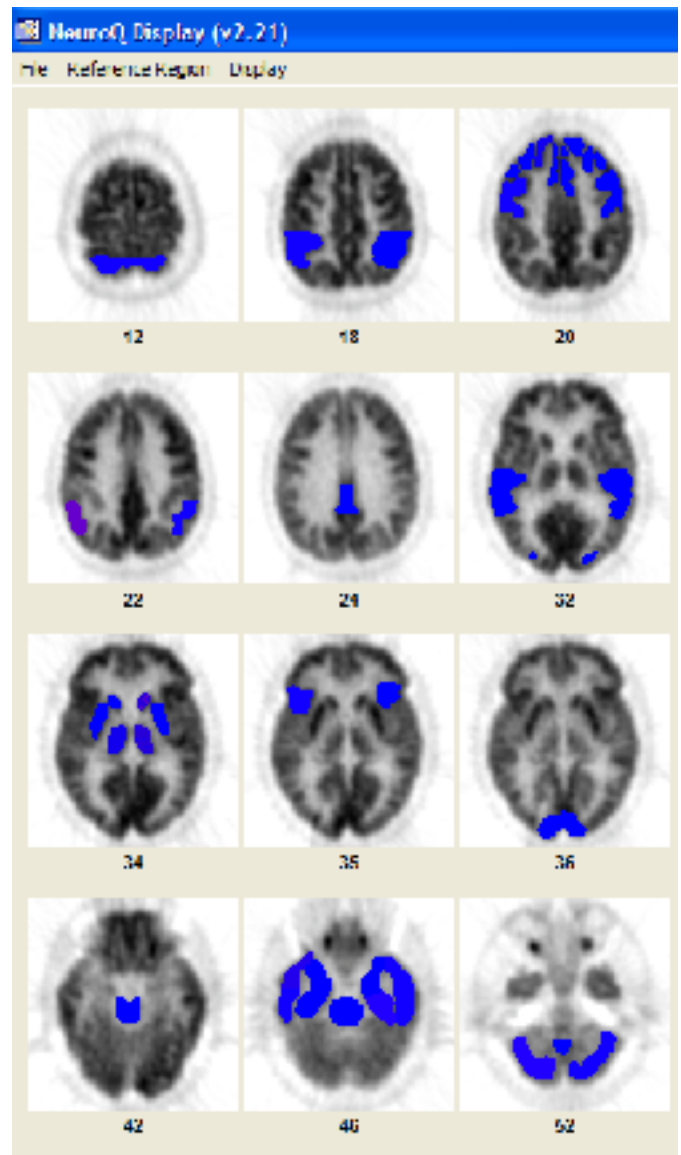 NeuroQ Display (v2.21)
File Reference Region Display
12 18 20
22 24 32
34 35 36
42 46 52